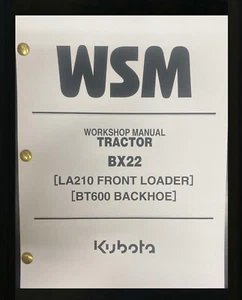 WSM
WORKSHOP MANUAL
TRACTOR
BX22
[LA210 FRONT LOADER]
[BT600 BACKHOE]
Kubota